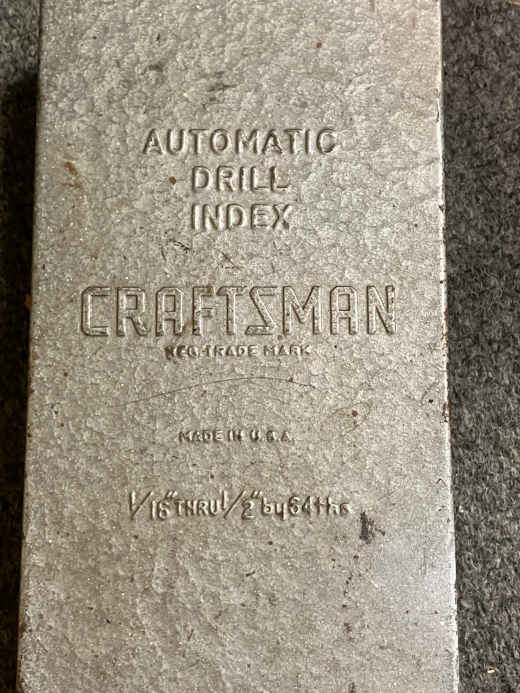 AUTOMATIC
DRILL
INDEX
CRAFTSMAN
REG. TRADE MARK
MADE IN U.S.A.
1/16" THRU 1/2" by 64ths